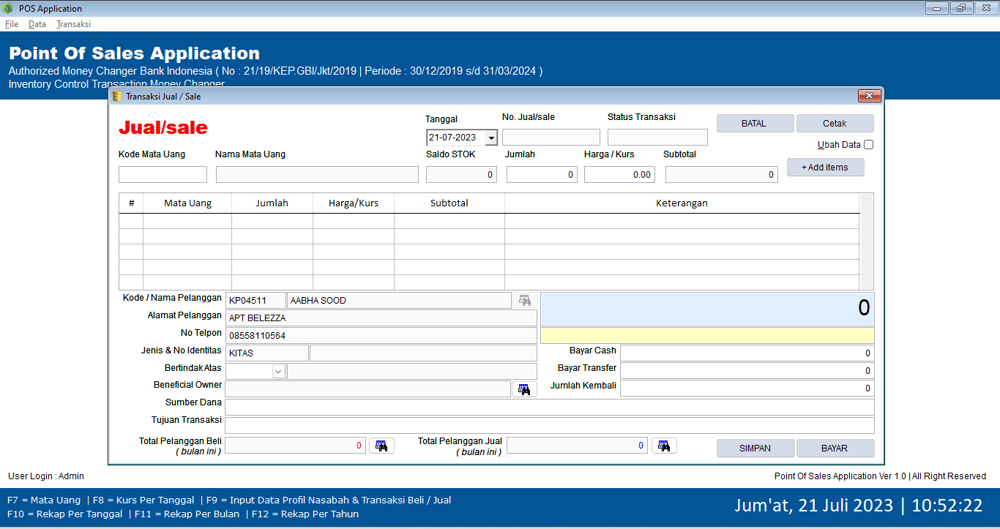 POS Application
File Data Transaksi
Point Of Sales Application
Authorized Money Changer Bank Indonesia ( No : 21/19/KEP.GBI/Jkt/2019 | Periode : 30/12/2019 s/d 31/03/2024 )
Inventory Control Transaction Money Changer
Transaksi Jual / Sale
Jual/sale
Tanggal No. Jual/sale Status Transaksi
BATAL Cetak
21-07-2023
Ubah Data
Kode Mata Uang Nama Mata Uang Saldo STOK Jumlah Harga / Kurs Subtotal
+ Add items
0 0 0.00 0
# Mata Uang Jumlah Harga/Kurs Subtotal Keterangan
Kode / Nama Pelanggan KP04511 AABHA SOOD
0
Alamat Pelanggan APT BELEZZA
No Telpon 08558110564
Jenis & No Identitas KITAS
Bayar Cash 0
Bertindak Atas
Bayar Transfer 0
Beneficial Owner
Jumlah Kembali 0
Sumber Dana
Tujuan Transaksi
Total Pelanggan Beli 0
( bulan ini )
Total Pelanggan Jual 0
( bulan ini )
SIMPAN BAYAR
User Login : Admin
Point Of Sales Application Ver 1.0 | All Right Reserved
F7 = Mata Uang | F8 = Kurs Per Tanggal | F9 = Input Data Profil Nasabah & Transaksi Beli / Jual
F10 = Rekap Per Tanggal | F11 = Rekap Per Bulan | F12 = Rekap Per Tahun
Jum'at, 21 Juli 2023 | 10:52:22